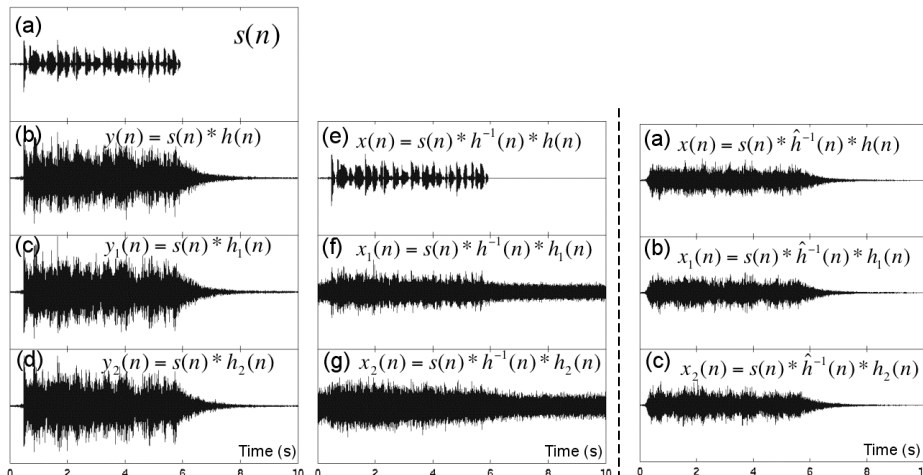 (a) s(n)
(b) y(n) = s(n) * h(n)
(c) y₁(n) = s(n) * h₁(n)
(d) y₂(n) = s(n) * h₂(n)
Time (s)
0 2 4 6 8 10
(e) x(n) = s(n) * h⁻¹(n) * h(n)
(f) x₁(n) = s(n) * h⁻¹(n) * h₁(n)
(g) x₂(n) = s(n) * h⁻¹(n) * h₂(n)
Time (s)
0 2 4 6 8 10
(a) x(n) = s(n) * ĥ⁻¹(n) * h(n)
(b) x₁(n) = s(n) * ĥ⁻¹(n) * h₁(n)
(c) x₂(n) = s(n) * ĥ⁻¹(n) * h₂(n)
Time (s)
0 2 4 6 8 10